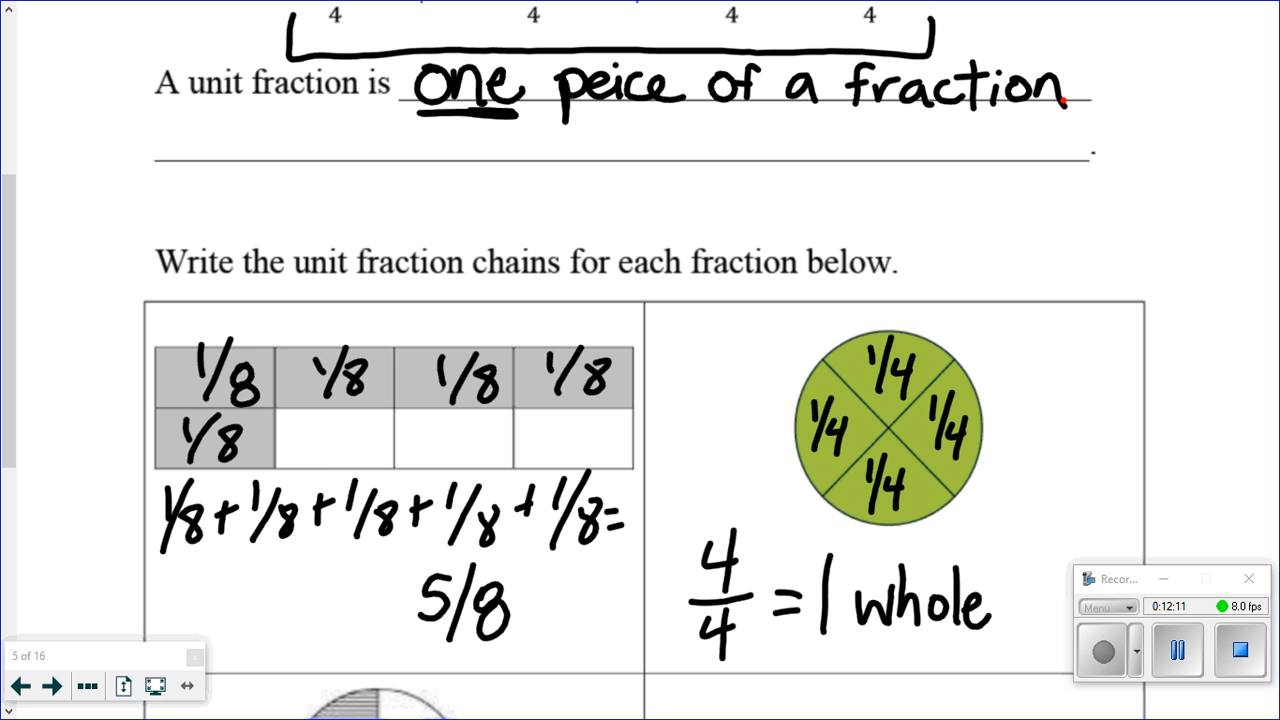 4 4 4 4
A unit fraction is one peice of a fraction.
.
Write the unit fraction chains for each fraction below.
1/8 1/8 1/8 1/8
1/8
1/8 + 1/8 + 1/8 + 1/8 + 1/8 =
5/8
1/4
1/4 1/4
1/4
4/4 = 1 whole
Recor...
Menu 0:12:11 8.0 fps
5 of 16 x